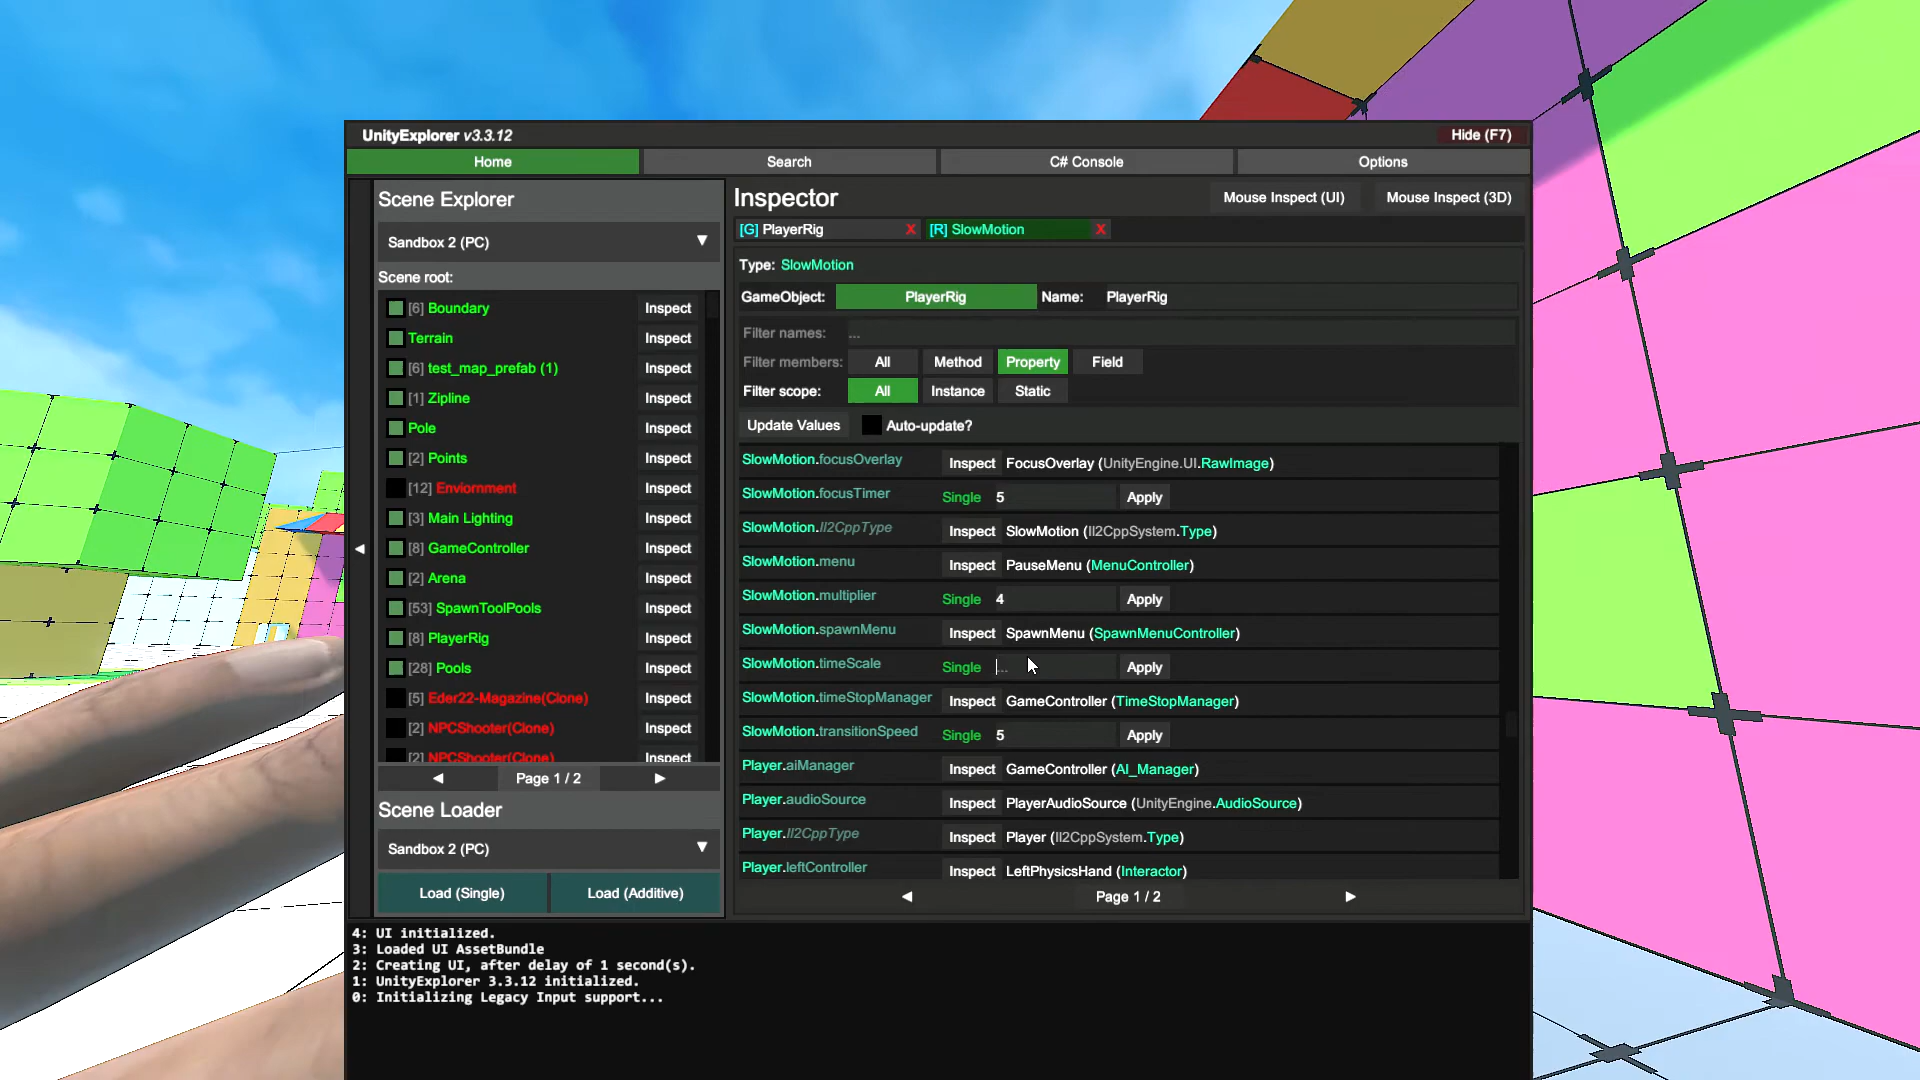 UnityExplorer v3.3.12
Hide (F7)
Home
Search
C# Console
Options
Scene Explorer
Sandbox 2 (PC)
▼
Scene root:
[6] Boundary Inspect
Terrain Inspect
[6] test_map_prefab (1) Inspect
[1] Zipline Inspect
Pole Inspect
[2] Points Inspect
[12] Enviornment Inspect
[3] Main Lighting Inspect
[8] GameController Inspect
[2] Arena Inspect
[53] SpawnToolPools Inspect
[8] PlayerRig Inspect
[28] Pools Inspect
[5] Eder22-Magazine(Clone) Inspect
[2] NPCShooter(Clone) Inspect
[2] NPCShooter(Clone) Inspect
◄ Page 1 / 2 ►
Scene Loader
Sandbox 2 (PC)
▼
Load (Single)
Load (Additive)
◄
Inspector
Mouse Inspect (UI)
Mouse Inspect (3D)
[G] PlayerRig X
[R] SlowMotion X
Type: SlowMotion
GameObject: PlayerRig Name: PlayerRig
Filter names: ...
Filter members: All Method Property Field
Filter scope: All Instance Static
Update Values Auto-update?
SlowMotion.focusOverlay Inspect FocusOverlay (UnityEngine.UI.RawImage)
SlowMotion.focusTimer Single 5 Apply
SlowMotion.Il2CppType Inspect SlowMotion (Il2CppSystem.Type)
SlowMotion.menu Inspect PauseMenu (MenuController)
SlowMotion.multiplier Single 4 Apply
SlowMotion.spawnMenu Inspect SpawnMenu (SpawnMenuController)
SlowMotion.timeScale Single ... Apply
SlowMotion.timeStopManager Inspect GameController (TimeStopManager)
SlowMotion.transitionSpeed Single 5 Apply
Player.aiManager Inspect GameController (AI_Manager)
Player.audioSource Inspect PlayerAudioSource (UnityEngine.AudioSource)
Player.Il2CppType Inspect Player (Il2CppSystem.Type)
Player.leftController Inspect LeftPhysicsHand (Interactor)
◄ Page 1 / 2 ►
4: UI initialized.
3: Loaded UI AssetBundle
2: Creating UI, after delay of 1 second(s).
1: UnityExplorer 3.3.12 initialized.
0: Initializing Legacy Input support...